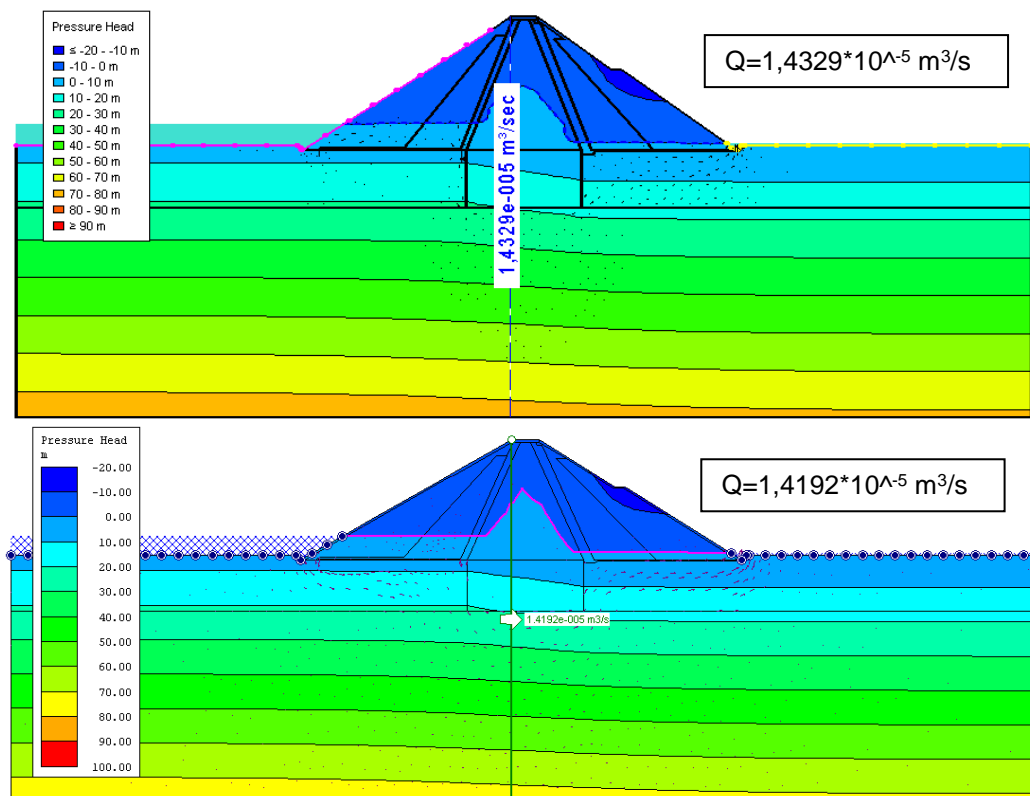 Pressure Head
≤ -20 - -10 m
-10 - 0 m
0 - 10 m
10 - 20 m
20 - 30 m
30 - 40 m
40 - 50 m
50 - 60 m
60 - 70 m
70 - 80 m
80 - 90 m
≥ 90 m
Q=1,4329*10^-5 m³/s
1,4329e-005 m³/sec
Pressure Head
m
-20.00
-10.00
0.00
10.00
20.00
30.00
40.00
50.00
60.00
70.00
80.00
90.00
100.00
Q=1,4192*10^-5 m³/s
1.4192e-005 m3/s